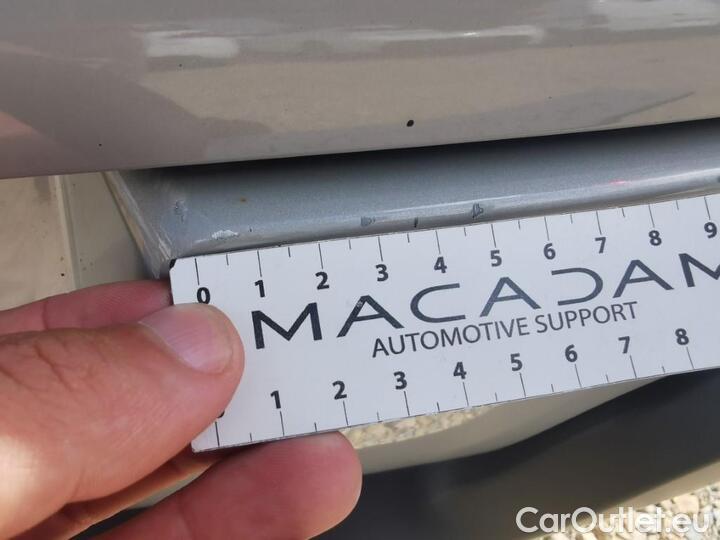 0 1 2 3 4 5 6 7 8 9
MACADAM
AUTOMOTIVE SUPPORT
1 2 3 4 5 6 7 8
CarOutlet.eu